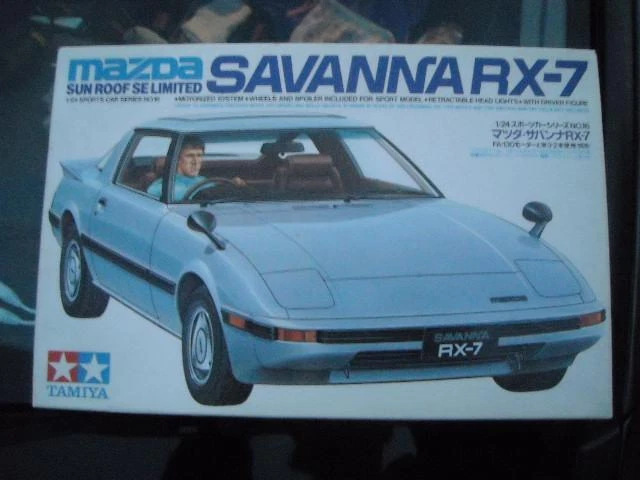 mazda
SUN ROOF SE LIMITED
SAVANNA RX-7
1/24 SPORTS CAR SERIES NO.16
★MOTORIZED SYSTEM ★WHEELS AND SPOILER INCLUDED FOR SPORT MODEL ★RETRACTABLE HEAD LIGHTS ★WITH DRIVER FIGURE
1/24 スポーツカーシリーズ NO.16
マツダ・サバンナRX-7
mazda
SAVANNA
RX-7
TAMIYA